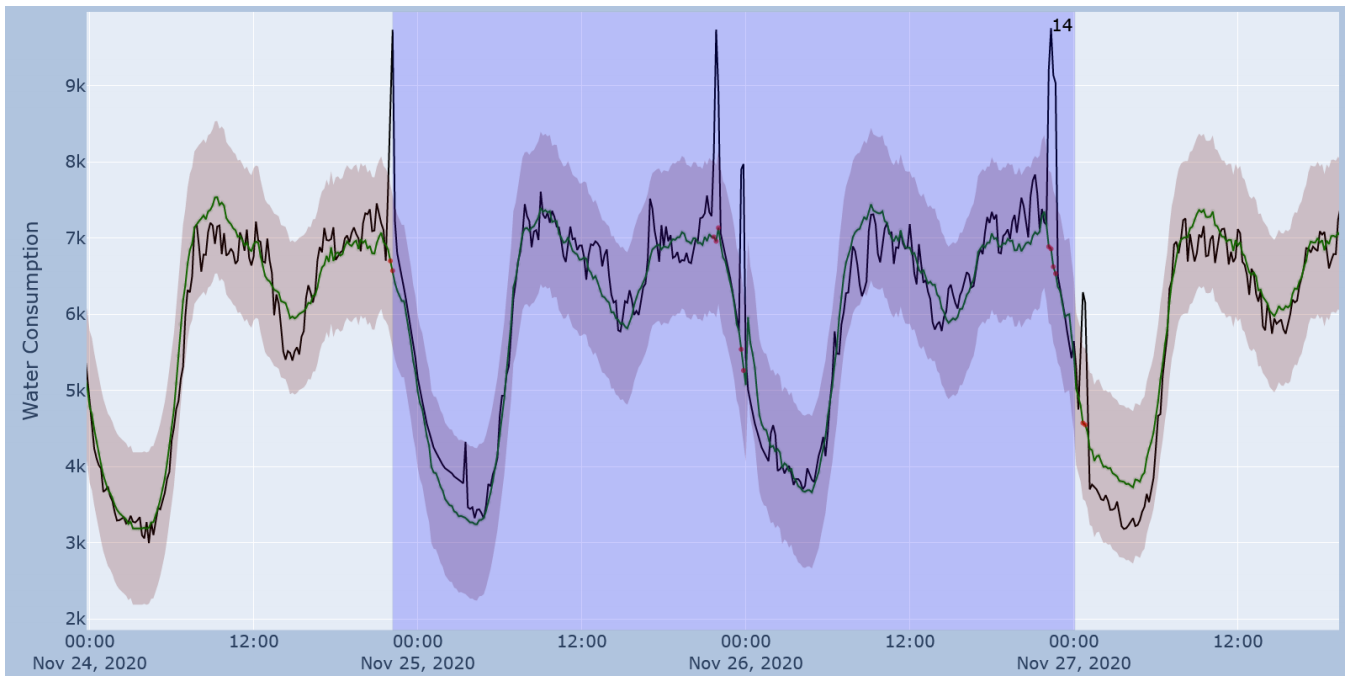 14
9k
8k
7k
6k
5k
4k
3k
2k
Water Consumption
00:00 12:00 00:00 12:00 00:00 12:00 00:00 12:00
Nov 24, 2020 Nov 25, 2020 Nov 26, 2020 Nov 27, 2020